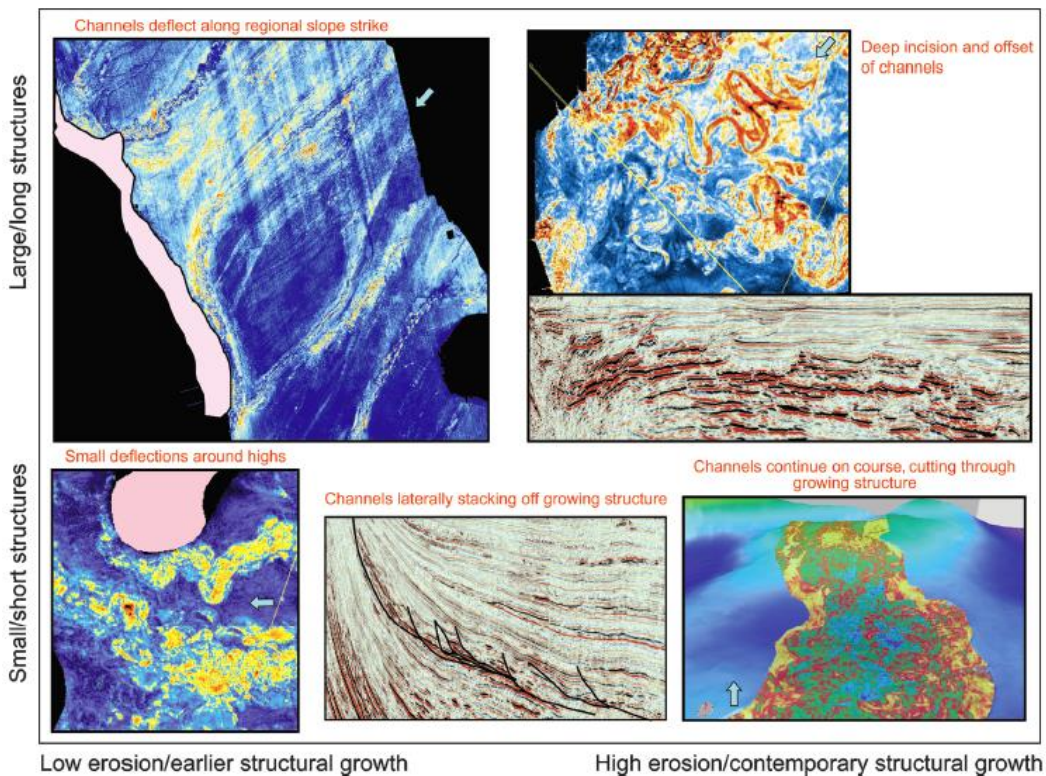 Channels deflect along regional slope strike
Deep incision and offset
of channels
Large/long structures
Small deflections around highs
Channels laterally stacking off growing structure
Channels continue on course, cutting through
growing structure
Small/short structures
Low erosion/earlier structural growth
High erosion/contemporary structural growth